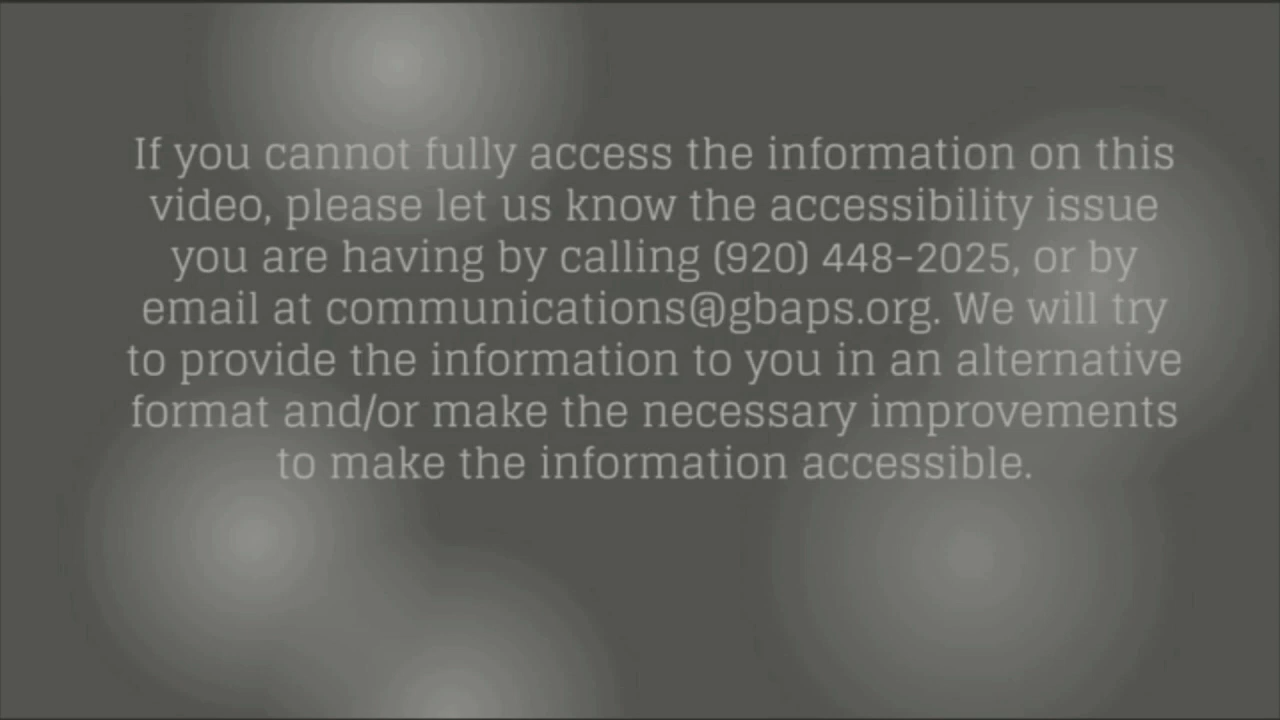 If you cannot fully access the information on this
video, please let us know the accessibility issue
you are having by calling (920) 448-2025, or by
email at communications@gbaps.org. We will try
to provide the information to you in an alternative
format and/or make the necessary improvements
to make the information accessible.